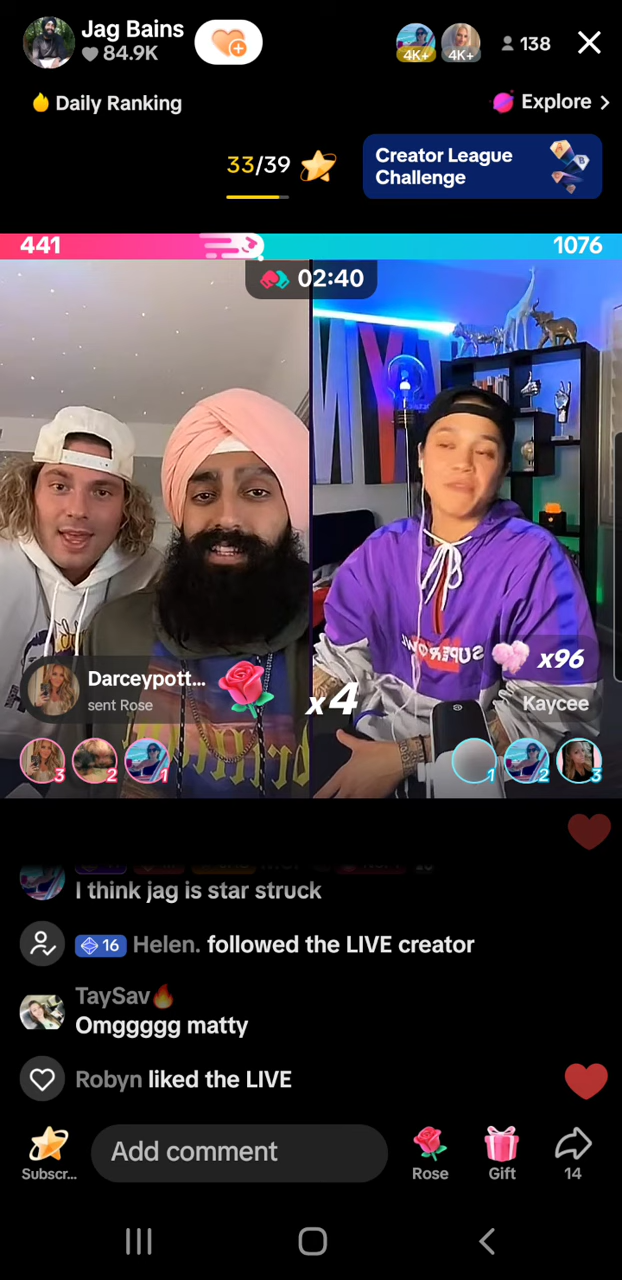 Jag Bains
84.9K
4K+
4K+
138
Daily Ranking
Explore >
33/39
Creator League
Challenge
A
B
441
1076
02:40
MYA
Darceypott...
sent Rose
x4
x96
Kaycee
SUPER
3
2
1
1
2
3
I think jag is star struck
16 Helen. followed the LIVE creator
TaySav🔥
Omggggg matty
Robyn liked the LIVE
Subscr...
Add comment
Rose
Gift
14